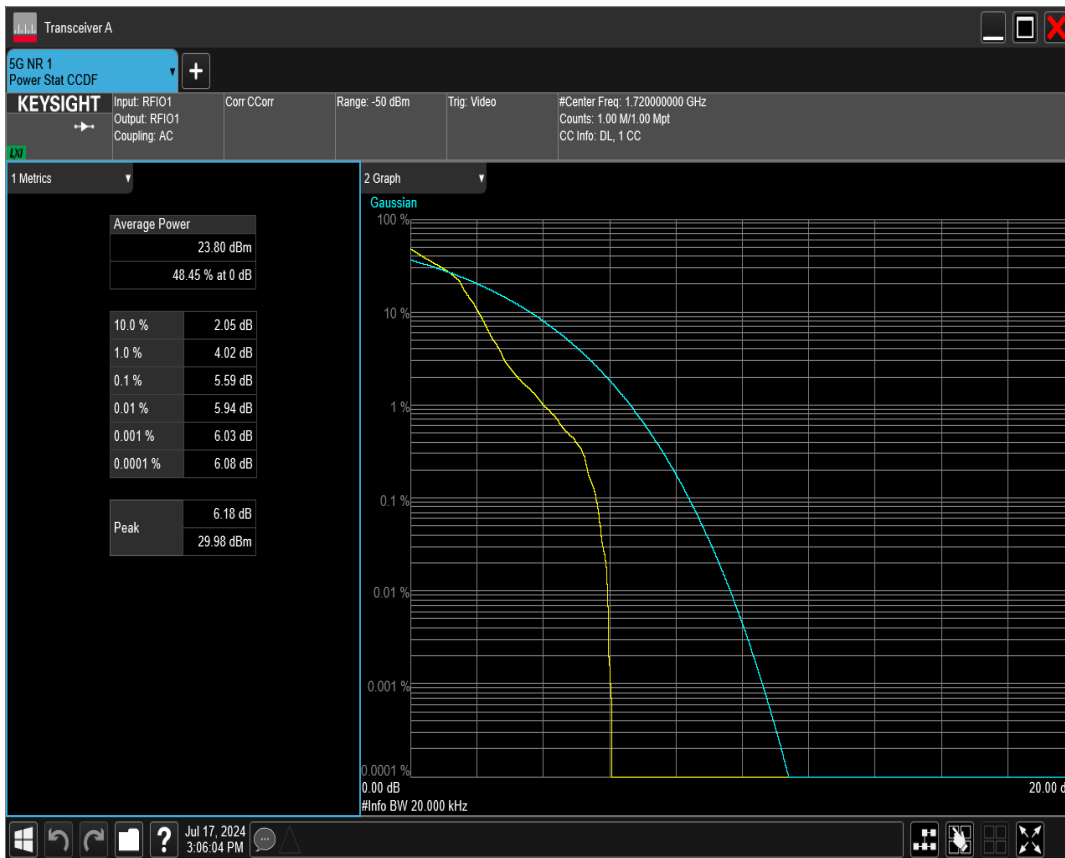 Transceiver A
5G NR 1
Power Stat CCDF
KEYSIGHT
LXI
Input: RFIO1
Output: RFIO1
Coupling: AC
Corr CCorr
Range: -50 dBm
Trig: Video
#Center Freq: 1.720000000 GHz
Counts: 1.00 M/1.00 Mpt
CC Info: DL, 1 CC
1 Metrics
Average Power
23.80 dBm
48.45 % at 0 dB
10.0 % 2.05 dB
1.0 % 4.02 dB
0.1 % 5.59 dB
0.01 % 5.94 dB
0.001 % 6.03 dB
0.0001 % 6.08 dB
Peak 6.18 dB
29.98 dBm
2 Graph
Gaussian
100 %
10 %
1 %
0.1 %
0.01 %
0.001 %
0.0001 %
0.00 dB 20.00 d
#Info BW 20.000 kHz
Jul 17, 2024
3:06:04 PM